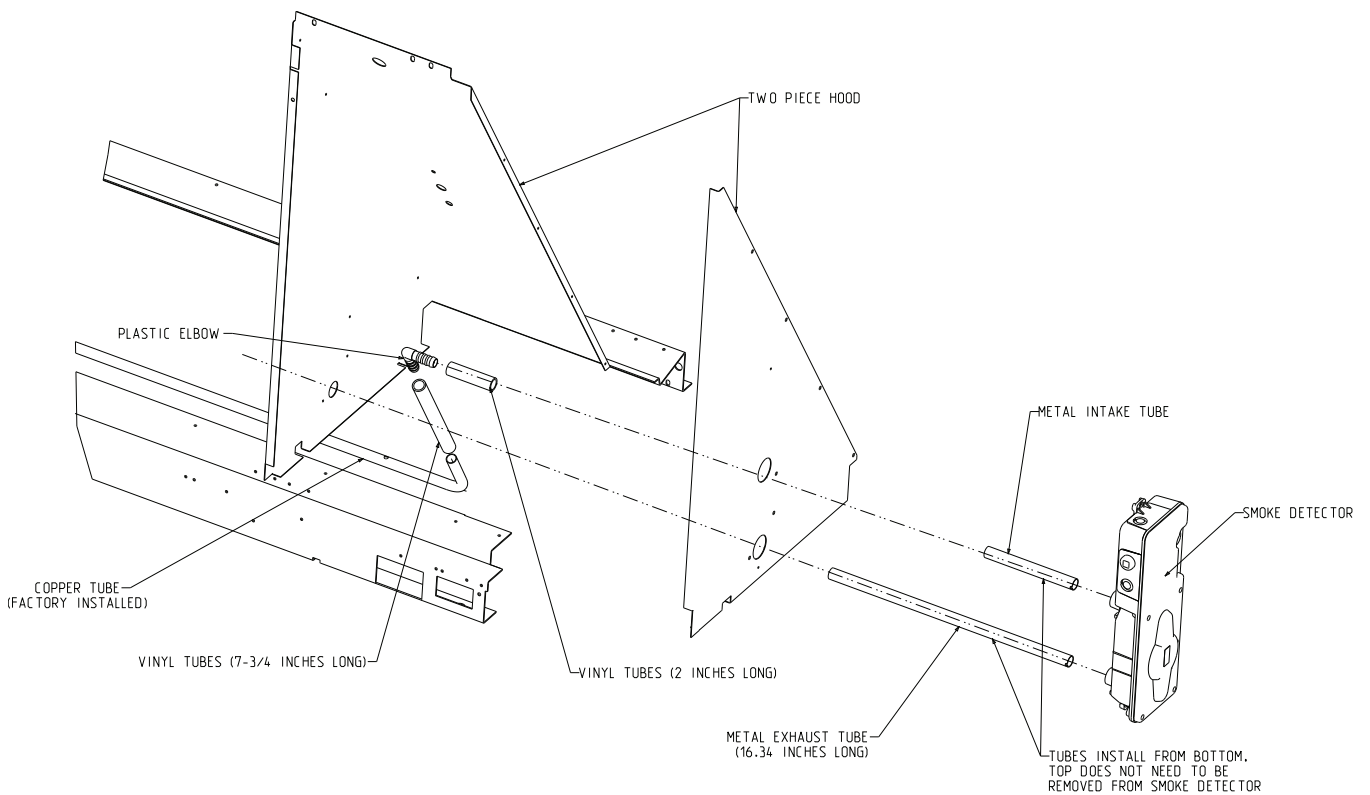 TWO PIECE HOOD
PLASTIC ELBOW
METAL INTAKE TUBE
SMOKE DETECTOR
COPPER TUBE
(FACTORY INSTALLED)
VINYL TUBES (7-3/4 INCHES LONG)
VINYL TUBES (2 INCHES LONG)
METAL EXHAUST TUBE
(16.34 INCHES LONG)
TUBES INSTALL FROM BOTTOM,
TOP DOES NOT NEED TO BE
REMOVED FROM SMOKE DETECTOR